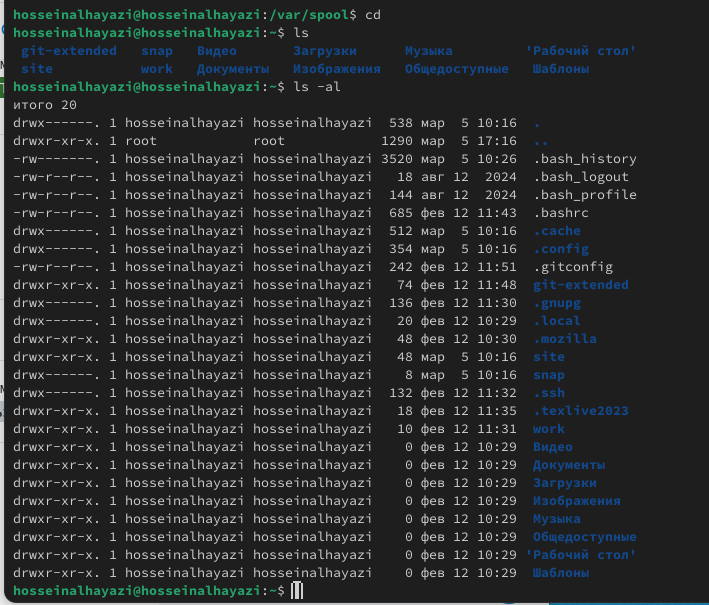 hosseinalhayazi@hosseinalhayazi:/var/spool$ cd
hosseinalhayazi@hosseinalhayazi:~$ ls
git-extended   snap   Видео       Загрузки      Музыка         'Рабочий стол'
site           work   Документы   Изображения   Общедоступные   Шаблоны
hosseinalhayazi@hosseinalhayazi:~$ ls -al
итого 20
drwx------. 1 hosseinalhayazi hosseinalhayazi  538 мар  5 10:16  .
drwxr-xr-x. 1 root            root            1290 мар  5 17:16  ..
-rw-------. 1 hosseinalhayazi hosseinalhayazi 3520 мар  5 10:26  .bash_history
-rw-r--r--. 1 hosseinalhayazi hosseinalhayazi   18 авг 12  2024  .bash_logout
-rw-r--r--. 1 hosseinalhayazi hosseinalhayazi  144 авг 12  2024  .bash_profile
-rw-r--r--. 1 hosseinalhayazi hosseinalhayazi  685 фев 12 11:43  .bashrc
drwx------. 1 hosseinalhayazi hosseinalhayazi  512 мар  5 10:16  .cache
drwx------. 1 hosseinalhayazi hosseinalhayazi  354 мар  5 10:16  .config
-rw-r--r--. 1 hosseinalhayazi hosseinalhayazi  242 фев 12 11:51  .gitconfig
drwxr-xr-x. 1 hosseinalhayazi hosseinalhayazi   74 фев 12 11:48  git-extended
drwx------. 1 hosseinalhayazi hosseinalhayazi  136 фев 12 11:30  .gnupg
drwx------. 1 hosseinalhayazi hosseinalhayazi   20 фев 12 10:29  .local
drwxr-xr-x. 1 hosseinalhayazi hosseinalhayazi   48 фев 12 10:30  .mozilla
drwxr-xr-x. 1 hosseinalhayazi hosseinalhayazi   48 мар  5 10:16  site
drwx------. 1 hosseinalhayazi hosseinalhayazi    8 мар  5 10:16  snap
drwx------. 1 hosseinalhayazi hosseinalhayazi  132 фев 12 11:32  .ssh
drwxr-xr-x. 1 hosseinalhayazi hosseinalhayazi   18 фев 12 11:35  .texlive2023
drwxr-xr-x. 1 hosseinalhayazi hosseinalhayazi   10 фев 12 11:31  work
drwxr-xr-x. 1 hosseinalhayazi hosseinalhayazi    0 фев 12 10:29  Видео
drwxr-xr-x. 1 hosseinalhayazi hosseinalhayazi    0 фев 12 10:29  Документы
drwxr-xr-x. 1 hosseinalhayazi hosseinalhayazi    0 фев 12 10:29  Загрузки
drwxr-xr-x. 1 hosseinalhayazi hosseinalhayazi    0 фев 12 10:29  Изображения
drwxr-xr-x. 1 hosseinalhayazi hosseinalhayazi    0 фев 12 10:29  Музыка
drwxr-xr-x. 1 hosseinalhayazi hosseinalhayazi    0 фев 12 10:29  Общедоступные
drwxr-xr-x. 1 hosseinalhayazi hosseinalhayazi    0 фев 12 10:29 'Рабочий стол'
drwxr-xr-x. 1 hosseinalhayazi hosseinalhayazi    0 фев 12 10:29  Шаблоны
hosseinalhayazi@hosseinalhayazi:~$